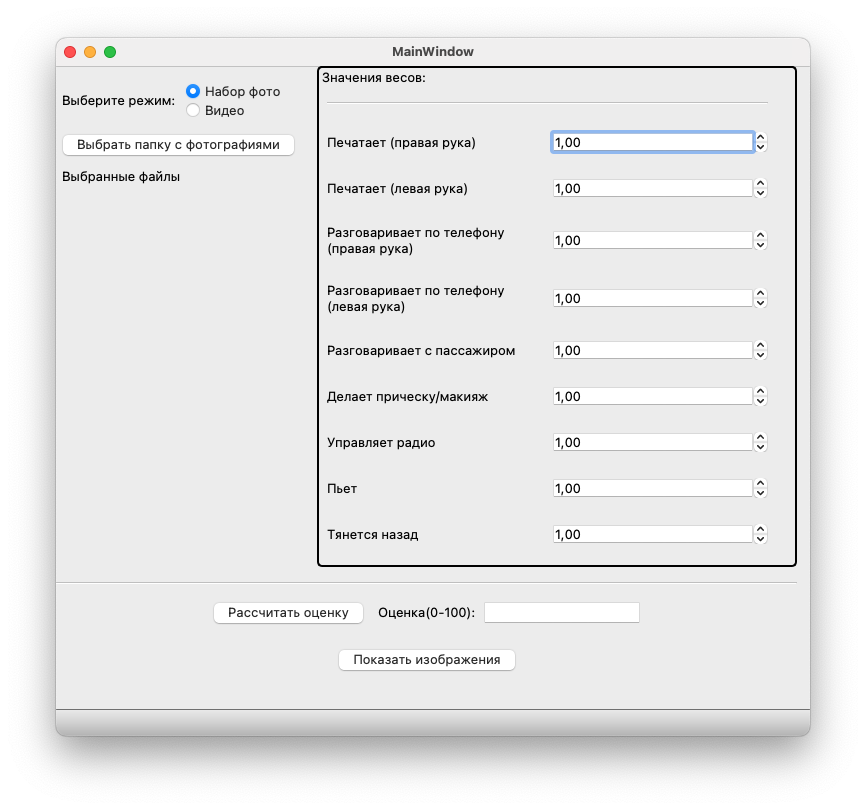 MainWindow
Выберите режим:
Набор фото
Видео
Выбрать папку с фотографиями
Выбранные файлы
Значения весов:
Печатает (правая рука)
1,00
Печатает (левая рука)
1,00
Разговаривает по телефону
(правая рука)
1,00
Разговаривает по телефону
(левая рука)
1,00
Разговаривает с пассажиром
1,00
Делает прическу/макияж
1,00
Управляет радио
1,00
Пьет
1,00
Тянется назад
1,00
Рассчитать оценку
Оценка(0-100):
Показать изображения